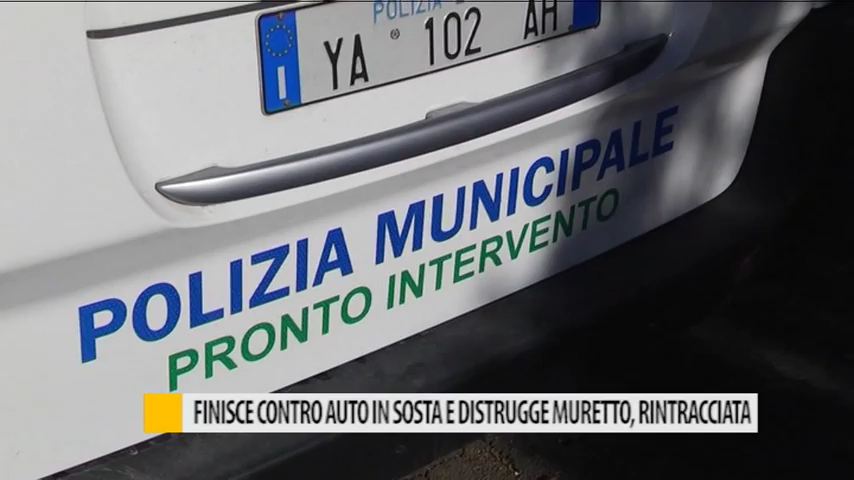 POLIZIA
I
YA 102 AH
POLIZIA MUNICIPALE
PRONTO INTERVENTO
FINISCE CONTRO AUTO IN SOSTA E DISTRUGGE MURETTO, RINTRACCIATA